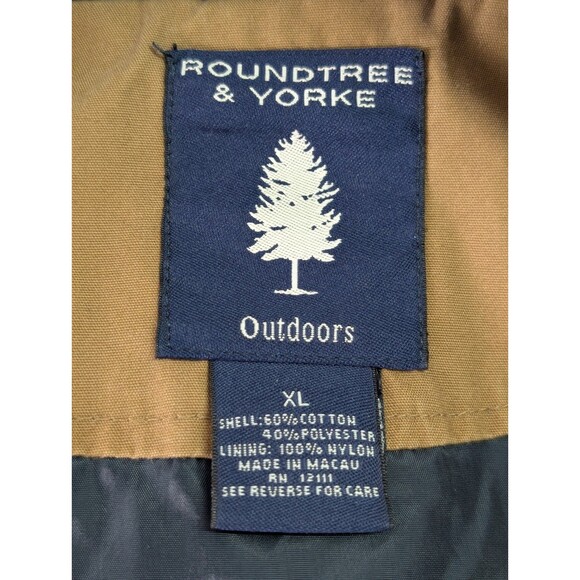 ROUNDTREE
& YORKE
Outdoors
XL
SHELL: 60% COTTON
40% POLYESTER
LINING: 100% NYLON
MADE IN MACAU
RN 12111
SEE REVERSE FOR CARE